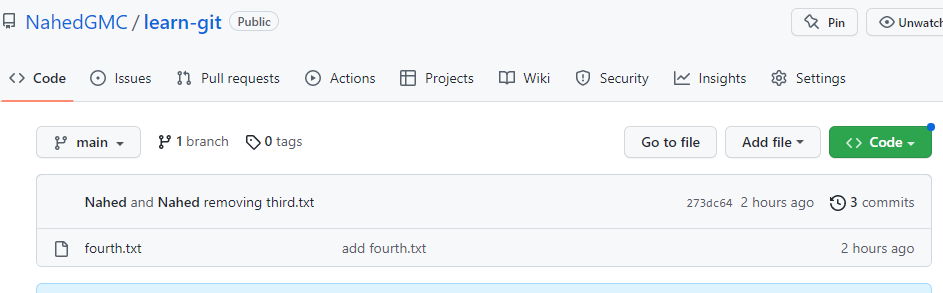 NahedGMC / learn-git Public Pin Unwatch
Code Issues Pull requests Actions Projects Wiki Security Insights Settings
main 1 branch 0 tags Go to file Add file Code
Nahed and Nahed removing third.txt 273dc64 2 hours ago 3 commits
fourth.txt add fourth.txt 2 hours ago